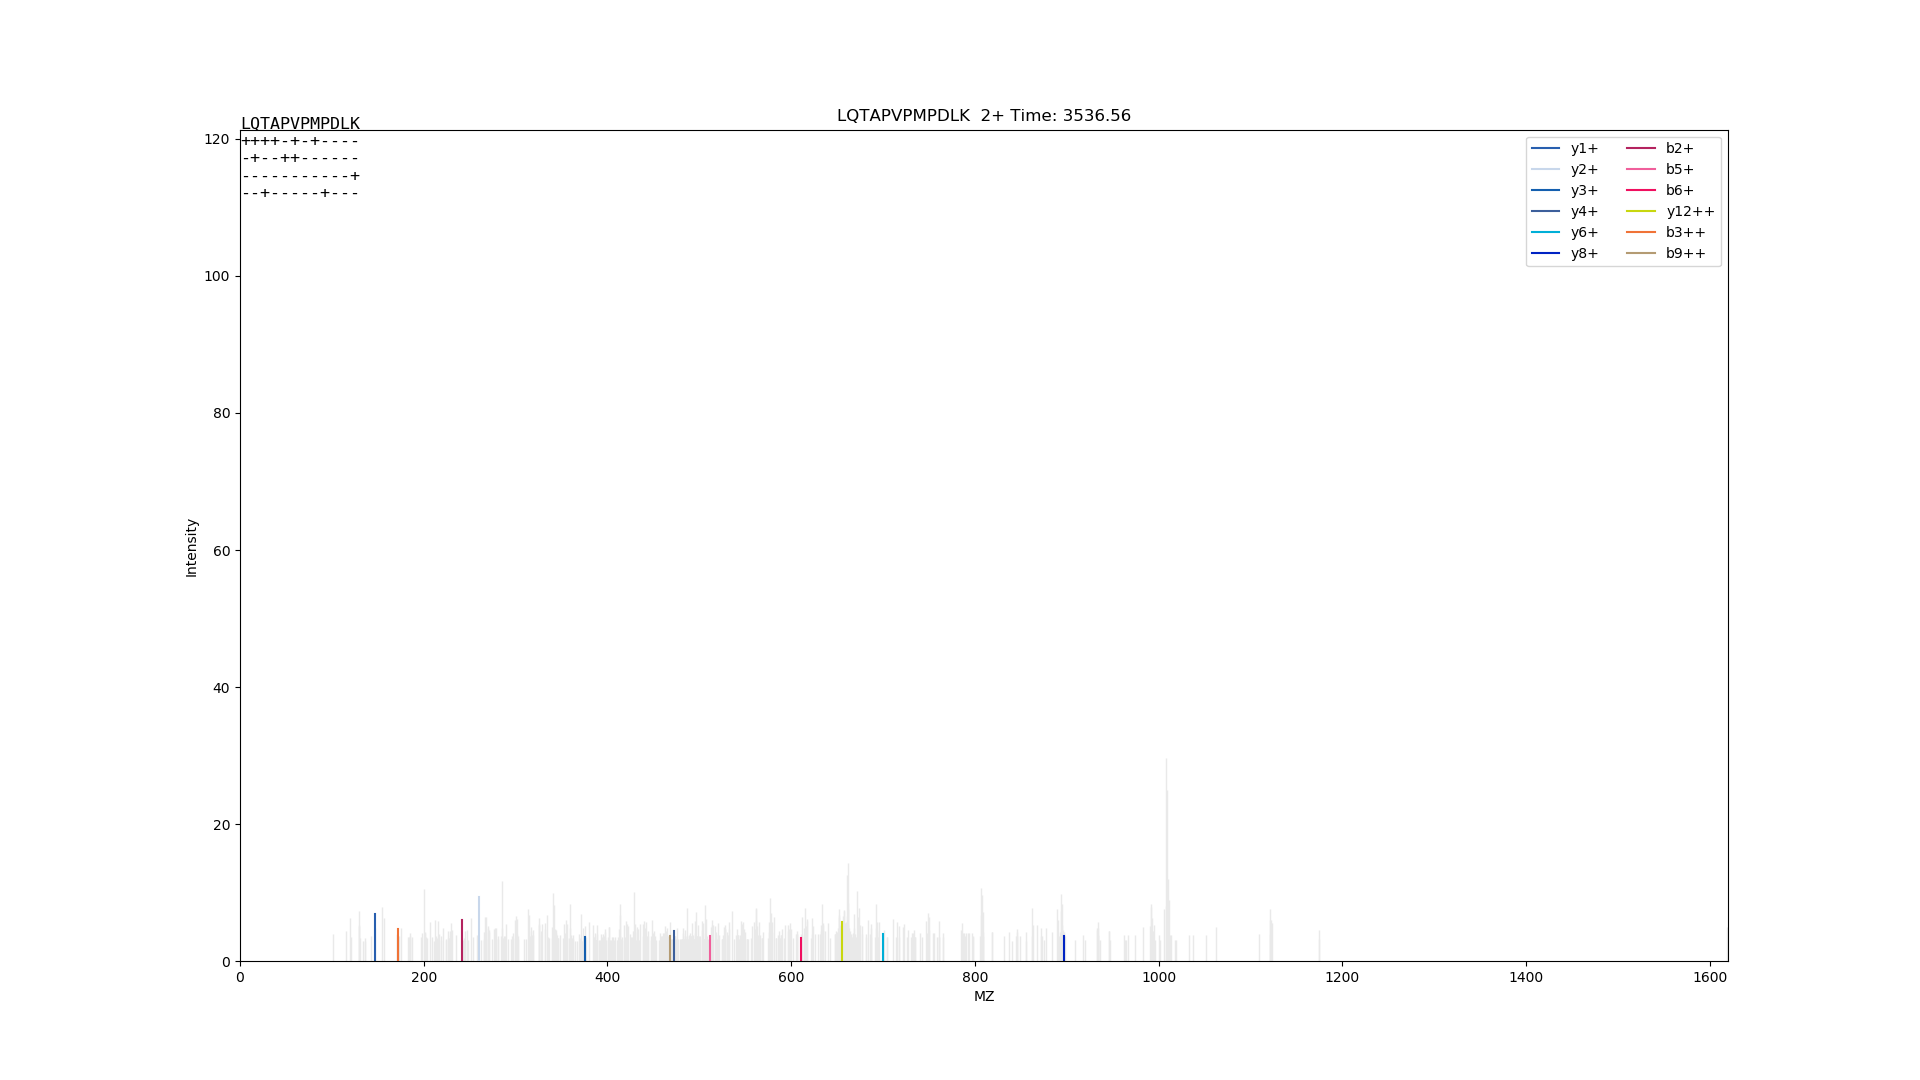 LQTAPVPMPDLK 2+ Time: 3536.56
LQTAPVPMPDLK
++++-+-+----
-+--++------
-----------+
--+-----+---
120
100
80
60
40
20
0
Intensity
y1+
y2+
y3+
y4+
y6+
y8+
b2+
b5+
b6+
y12++
b3++
b9++
0 200 400 600 800 1000 1200 1400 1600
MZ